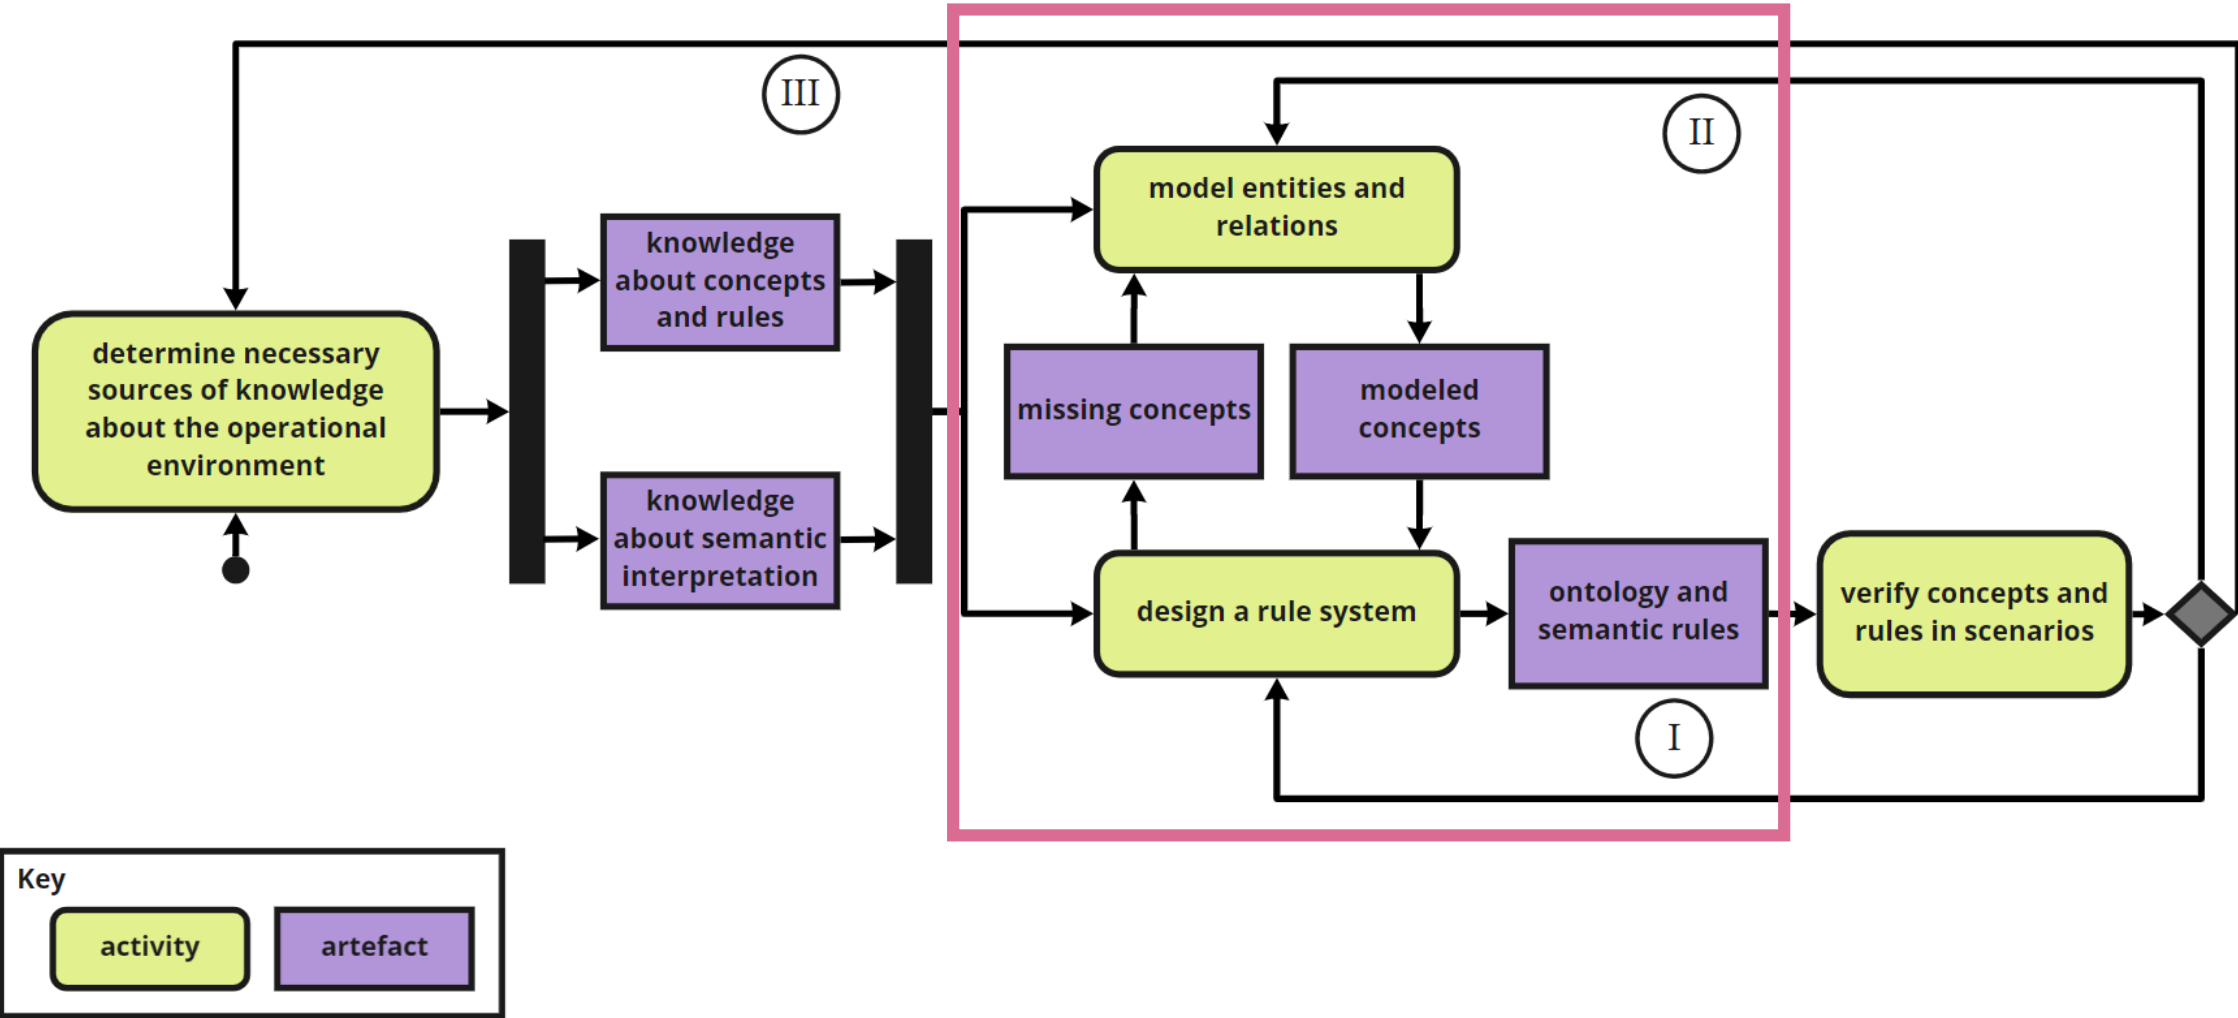 III
II
model entities and
relations
knowledge
about concepts
and rules
determine necessary
sources of knowledge
about the operational
environment
missing concepts
modeled
concepts
knowledge
about semantic
interpretation
design a rule system
ontology and
semantic rules
verify concepts and
rules in scenarios
I
Key
activity
artefact